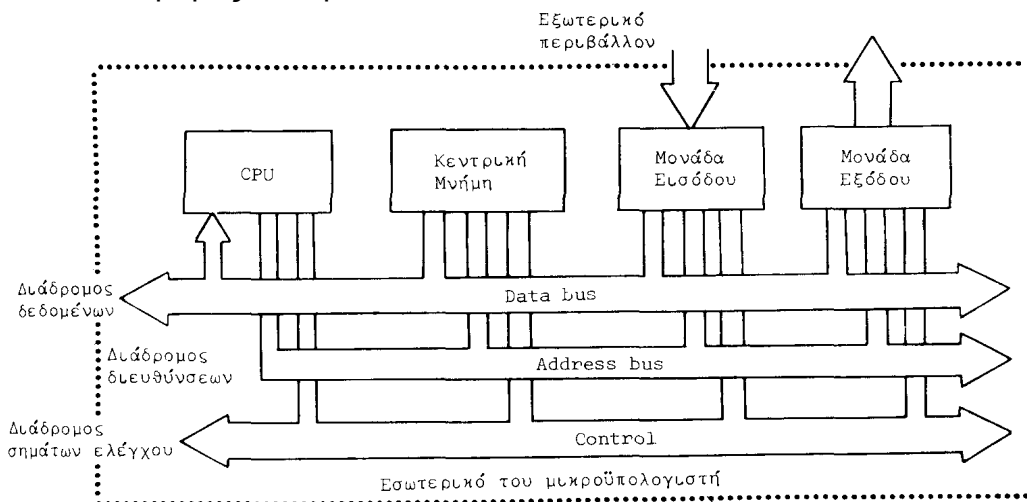 Εξωτερικό
περιβάλλον
CPU
Κεντρική
Μνήμη
Μονάδα
Εισόδου
Μονάδα
Εξόδου
Διάδρομος
δεδομένων
Data bus
Διάδρομος
διευθύνσεων
Address bus
Διάδρομος
σημάτων ελέγχου
Control
Εσωτερικό του μικροϋπολογιστή